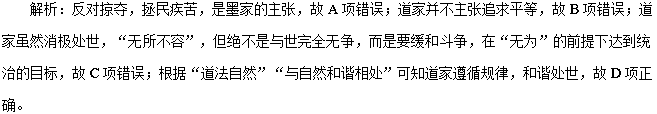 解析：反对掠夺，拯民疾苦，是墨家的主张，故 A 项错误；道家并不主张追求平等，故 B 项错误；道
家虽然消极处世，“无所不容”，但绝不是与世完全无争，而是要缓和斗争，在“无为”的前提下达到统
治的目标，故 C 项错误；根据“道法自然”“与自然和谐相处”可知道家遵循规律，和谐处世，故 D 项正
确。